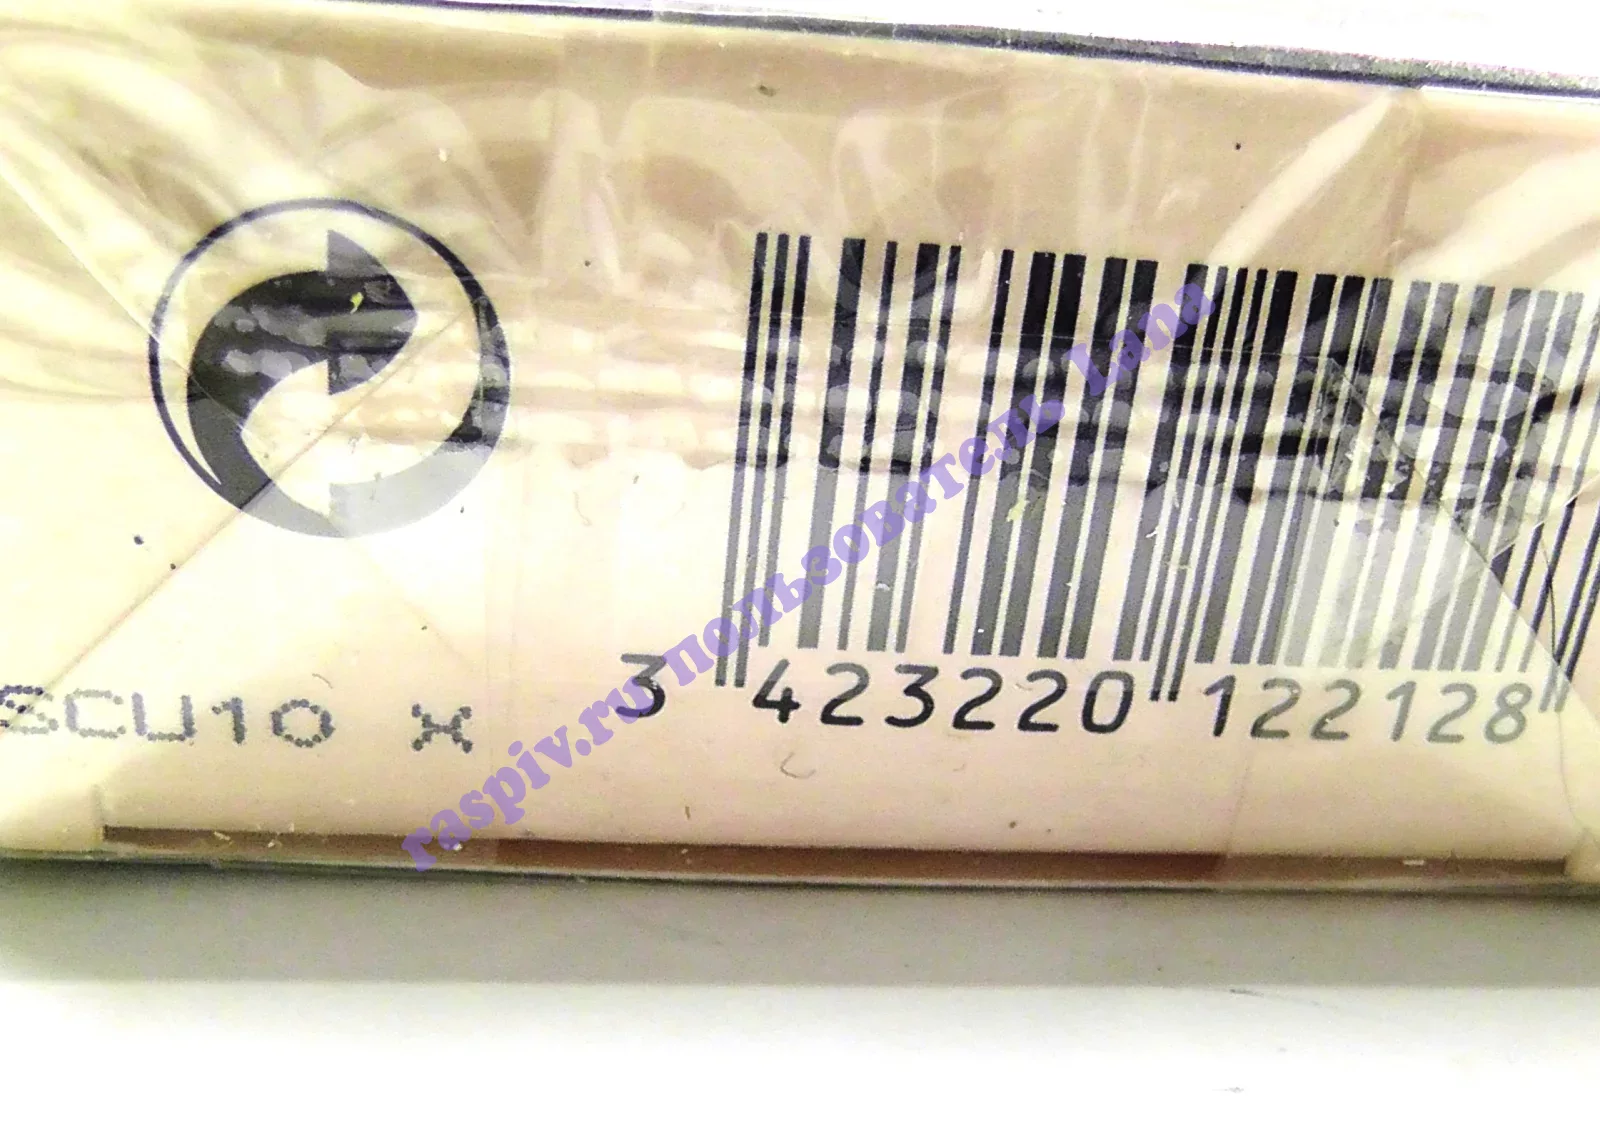 SCU10 X
3 423220 122128
raspiv.ru пользователь Lana